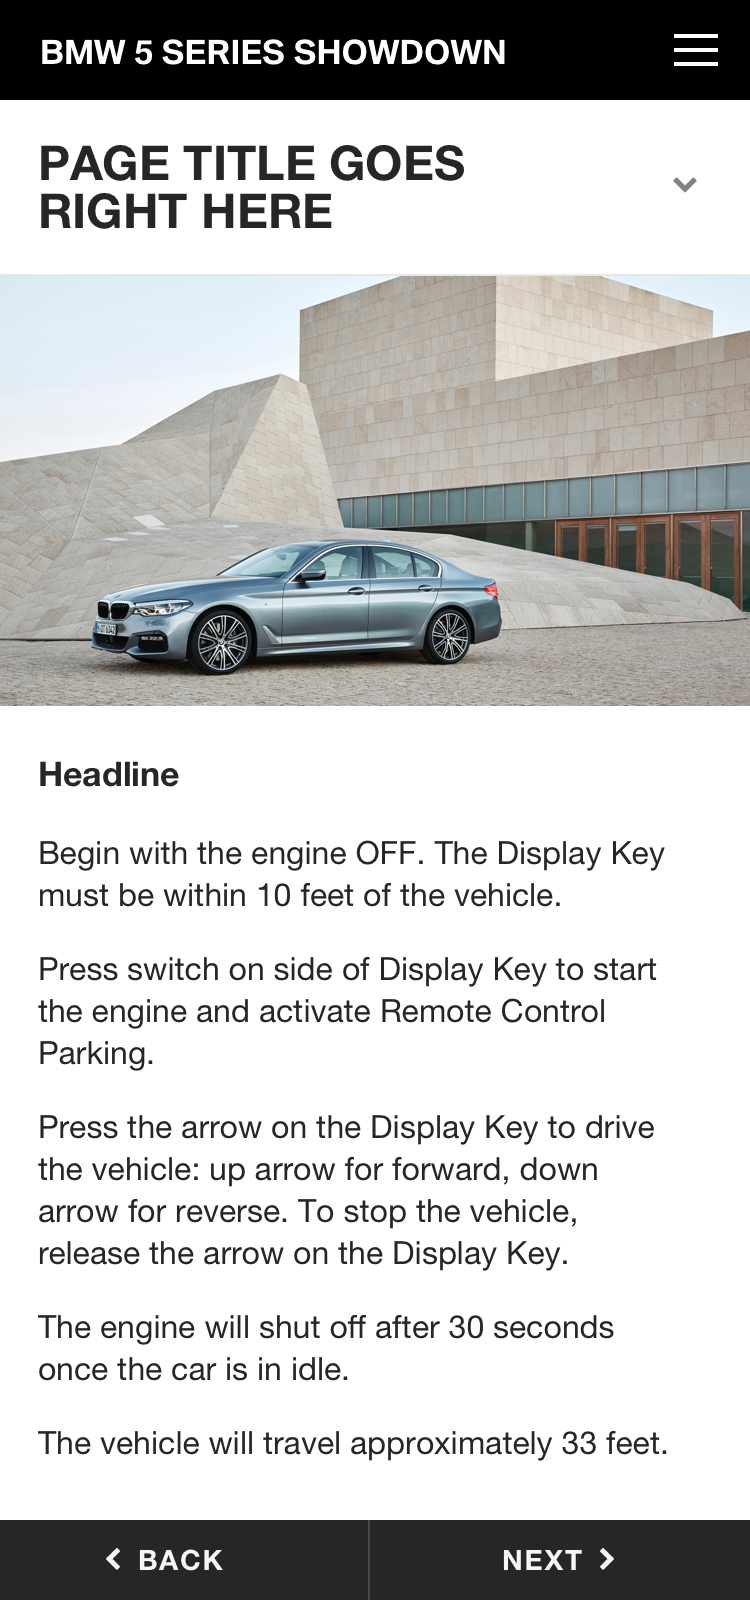 BMW 5 SERIES SHOWDOWN
PAGE TITLE GOES
RIGHT HERE
Headline
Begin with the engine OFF. The Display Key
must be within 10 feet of the vehicle.
Press switch on side of Display Key to start
the engine and activate Remote Control
Parking.
Press the arrow on the Display Key to drive
the vehicle: up arrow for forward, down
arrow for reverse. To stop the vehicle,
release the arrow on the Display Key.
The engine will shut off after 30 seconds
once the car is in idle.
The vehicle will travel approximately 33 feet.
BACK
NEXT